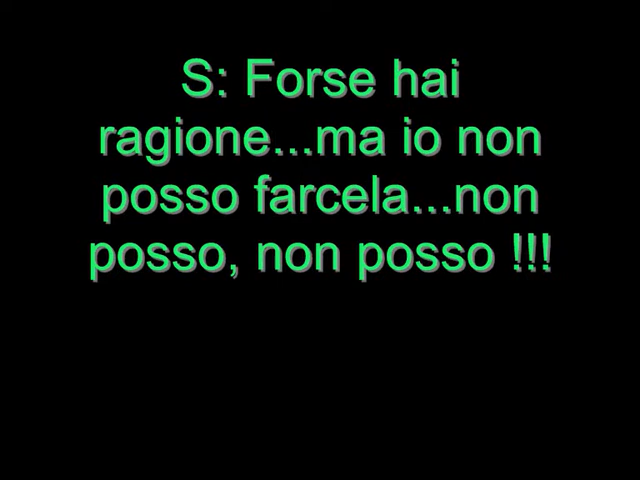 S: Forse hai
ragione...ma io non
posso farcela...non
posso, non posso !!!